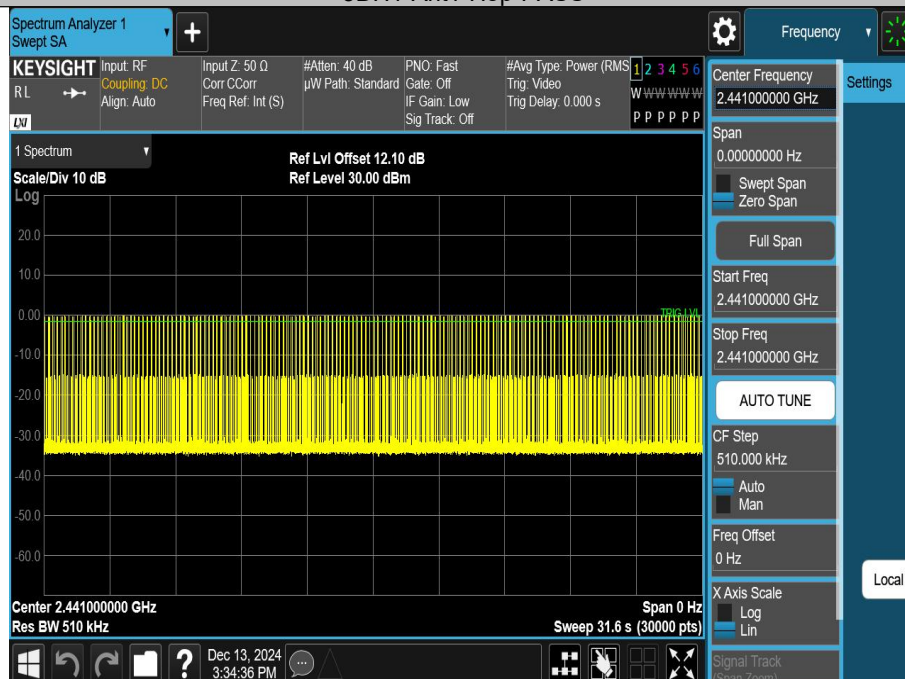 Spectrum Analyzer 1
Swept SA
Frequency
KEYSIGHT
RL
LXI
Input: RF
Coupling: DC
Align: Auto
Input Z: 50 Ω
Corr CCorr
Freq Ref: Int (S)
#Atten: 40 dB
µW Path: Standard
PNO: Fast
Gate: Off
IF Gain: Low
Sig Track: Off
#Avg Type: Power (RMS
Trig: Video
Trig Delay: 0.000 s
1 2 3 4 5 6
W W W W W W
P P P P P P
1 Spectrum
Scale/Div 10 dB
Ref Lvl Offset 12.10 dB
Ref Level 30.00 dBm
Log
20.0
10.0
0.00
TRIG LVL
-10.0
-20.0
-30.0
-40.0
-50.0
-60.0
Center 2.441000000 GHz
Res BW 510 kHz
Span 0 Hz
Sweep 31.6 s (30000 pts)
Center Frequency
2.441000000 GHz
Settings
Span
0.00000000 Hz
Swept Span
Zero Span
Full Span
Start Freq
2.441000000 GHz
Stop Freq
2.441000000 GHz
AUTO TUNE
CF Step
510.000 kHz
Auto
Man
Freq Offset
0 Hz
Local
X Axis Scale
Log
Lin
Signal Track
(Span Zoom)
?
Dec 13, 2024
3:34:36 PM